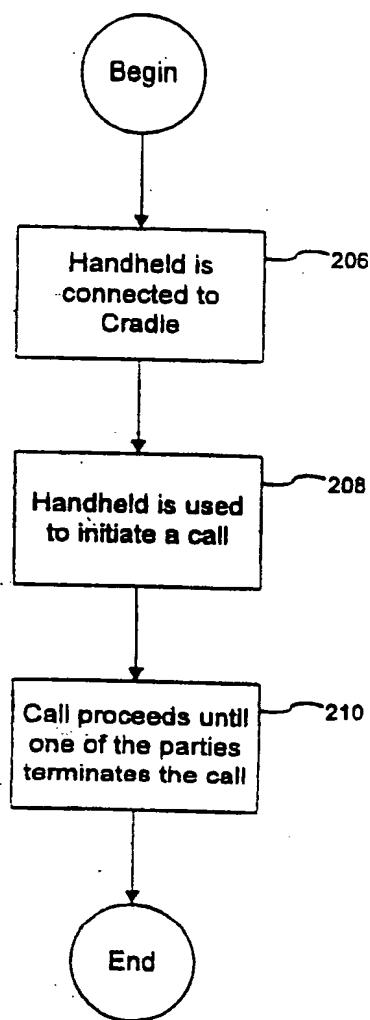 Begin
Handheld is
connected to
Cradle
206
Handheld is used
to initiate a call
208
Call proceeds until
one of the parties
terminates the call
210
End